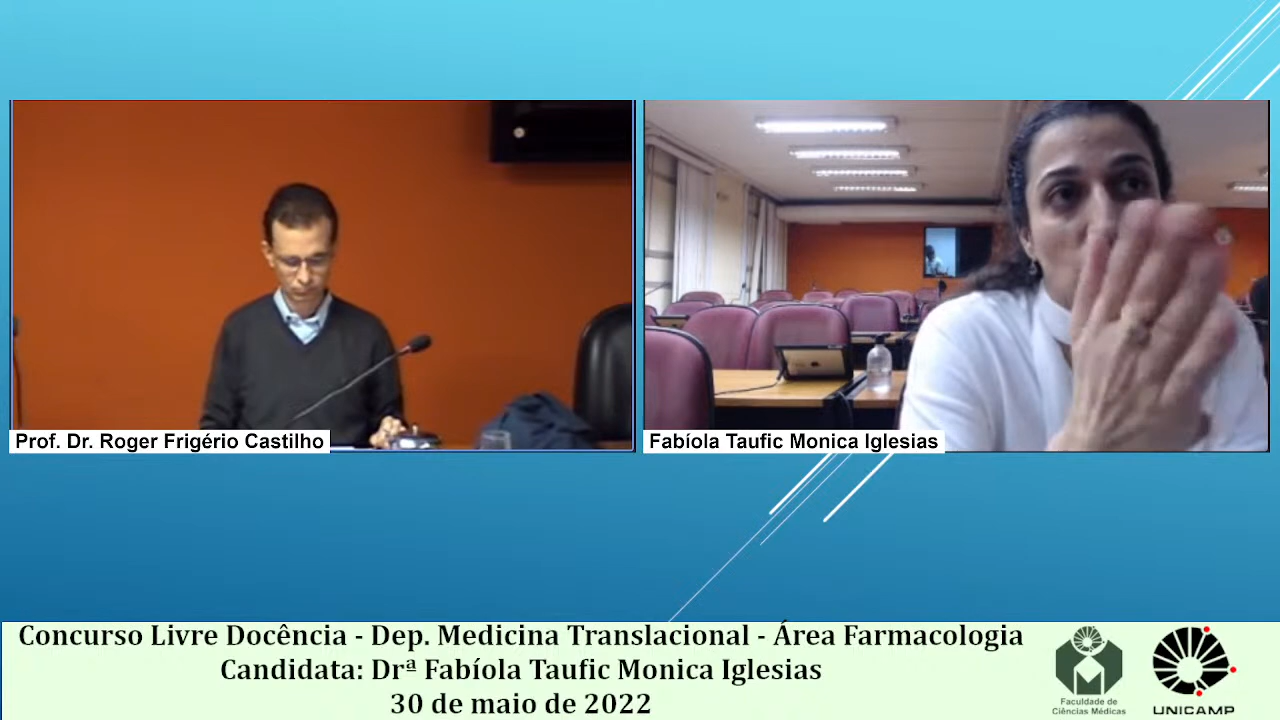 Prof. Dr. Roger Frigério Castilho
Fabíola Taufic Monica Iglesias
Concurso Livre Docência - Dep. Medicina Translacional - Área Farmacologia
Candidata: Drª Fabíola Taufic Monica Iglesias
30 de maio de 2022
Faculdade de
Ciências Médicas
UNICAMP